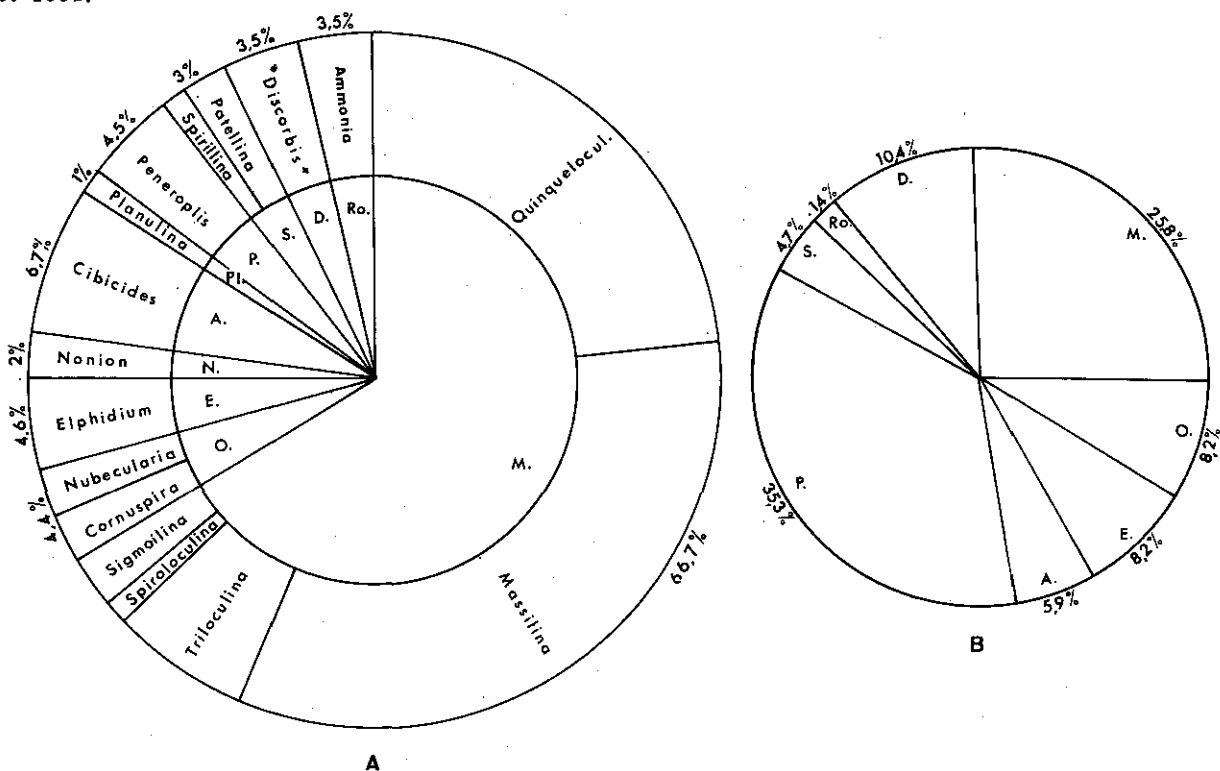 3,5%
3,5%
3%
4,5%
1%
6,7%
2%
4,6%
4,4%
66,7%
Ammonia
"Discorbis"
Patellina
Spirillina
Peneroplis
Planulina
Cibicides
Nonion
Elphidium
Nubecularia
Cornuspira
Sigmoilina
Spiraloculina
Triloculina
Massilina
Quinquelocul.
Ro.
D.
S.
P.
Pl.
A.
N.
E.
O.
M.
A
10,4%
D.
25,8%
M.
O.
8,2%
E.
8,2%
A.
5,9%
P.
35,3%
S.
4,7%
Ro.
1,4%
B